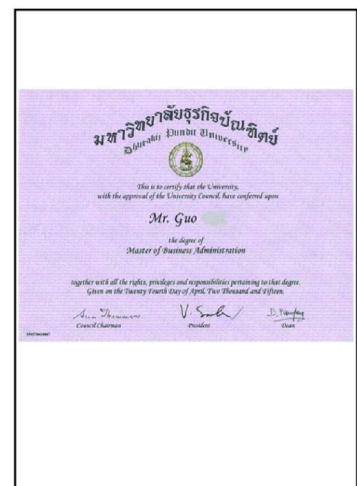 มหาวิทยาลัยธุรกิจบัณฑิตย์
Dhurakij Pundit University
This is to certify that the University,
with the approval of the University Council, have conferred upon
Mr. Guo
the degree of
Master of Business Administration
together with all the rights, privileges and responsibilities pertaining to that degree.
Given on the Twenty Fourth Day of April, Two Thousand and Fifteen.
Council Chairman President Dean